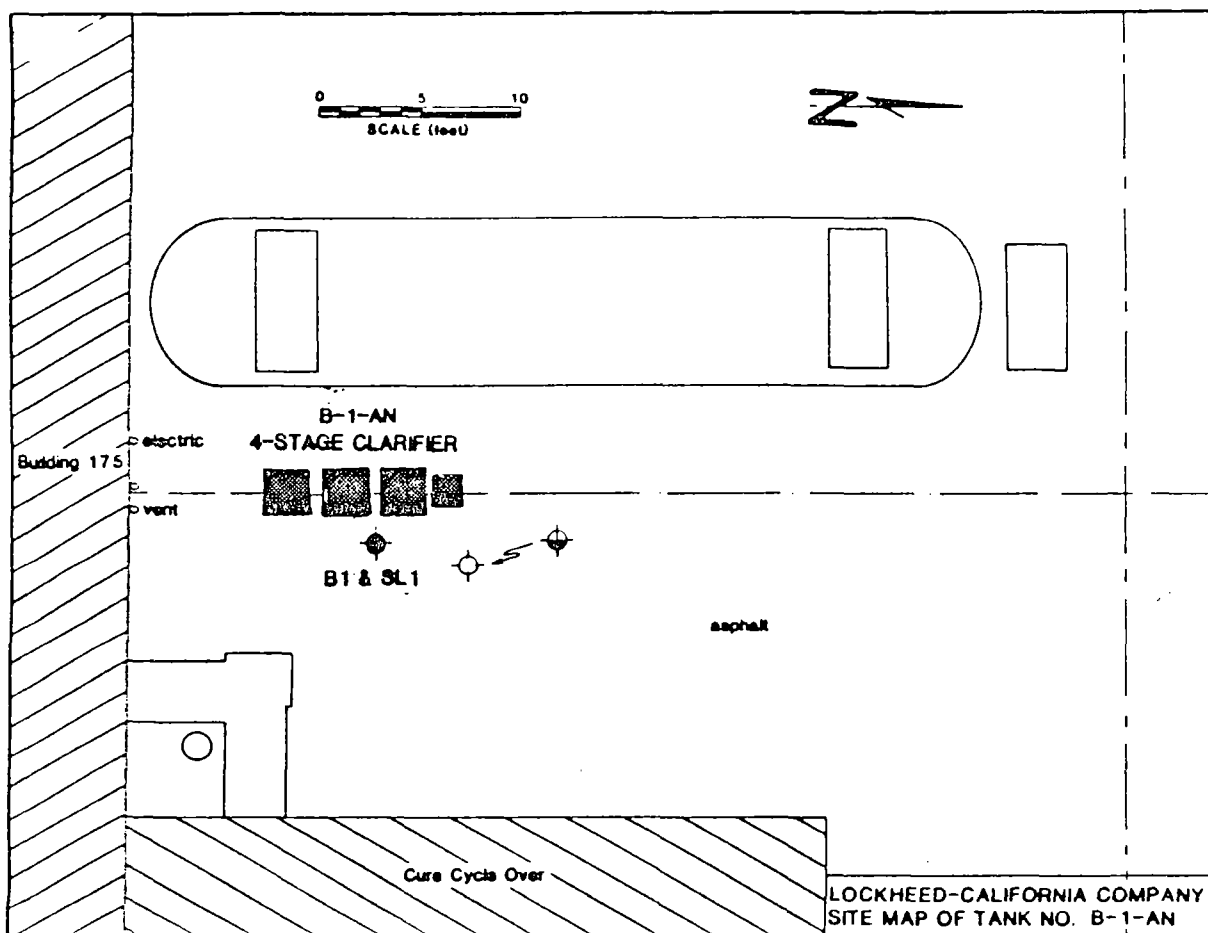 0 5 10
SCALE (feet)
N
B-1-AN
4-STAGE CLARIFIER
electric
Building 175
vent
B1 & SL1
asphalt
Cure Cycle Over
LOCKHEED-CALIFORNIA COMPANY
SITE MAP OF TANK NO. B-1-AN